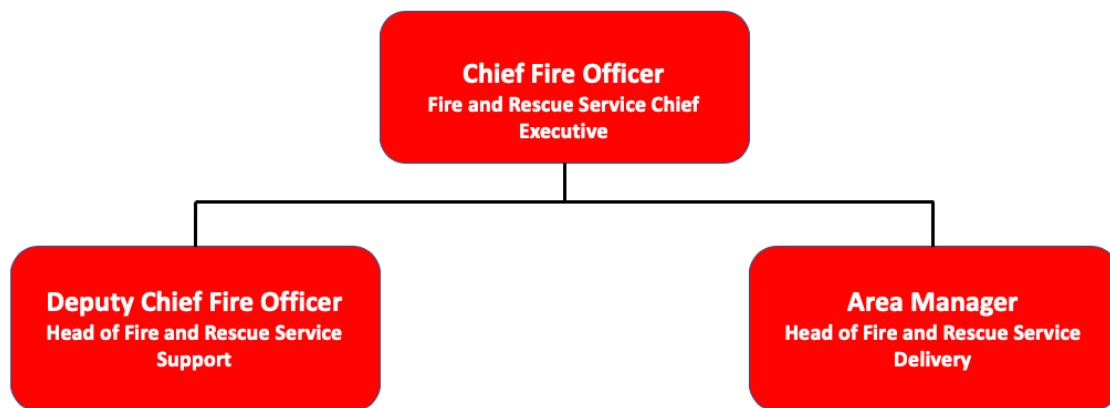 Chief Fire Officer
Fire and Rescue Service Chief
Executive
Deputy Chief Fire Officer
Head of Fire and Rescue Service
Support
Area Manager
Head of Fire and Rescue Service
Delivery